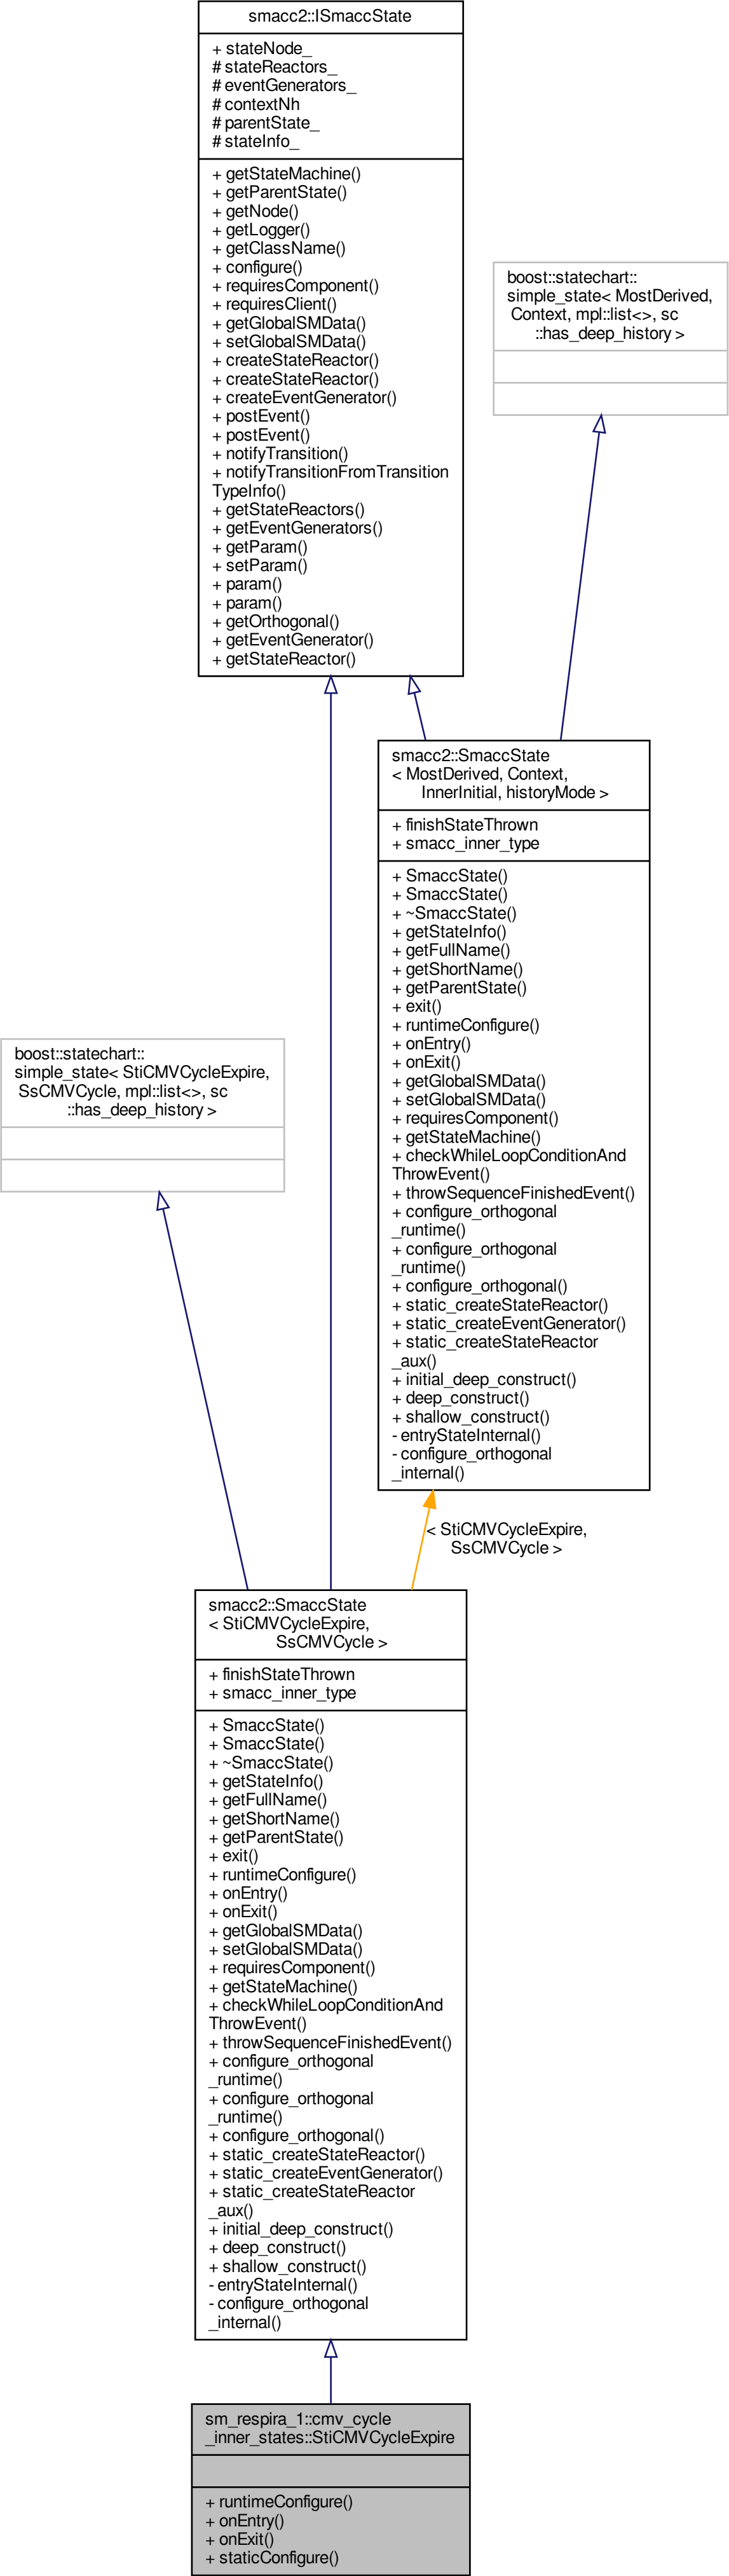 smacc2::ISmaccState
+ stateNode_
# stateReactors_
# eventGenerators_
# contextNh
# parentState_
# stateInfo_
+ getStateMachine()
+ getParentState()
+ getNode()
+ getLogger()
+ getClassName()
+ configure()
+ requiresComponent()
+ requiresClient()
+ getGlobalSMData()
+ setGlobalSMData()
+ createStateReactor()
+ createStateReactor()
+ createEventGenerator()
+ postEvent()
+ postEvent()
+ notifyTransition()
+ notifyTransitionFromTransition
TypeInfo()
+ getStateReactors()
+ getEventGenerators()
+ getParam()
+ setParam()
+ param()
+ param()
+ getOrthogonal()
+ getEventGenerator()
+ getStateReactor()
boost::statechart::
simple_state< MostDerived,
Context, mpl::list<>, sc
::has_deep_history >
smacc2::SmaccState
< MostDerived, Context,
InnerInitial, historyMode >
+ finishStateThrown
+ smacc_inner_type
+ SmaccState()
+ SmaccState()
+ ~SmaccState()
+ getStateInfo()
+ getFullName()
+ getShortName()
+ getParentState()
+ exit()
+ runtimeConfigure()
+ onEntry()
+ onExit()
+ getGlobalSMData()
+ setGlobalSMData()
+ requiresComponent()
+ getStateMachine()
+ checkWhileLoopConditionAnd
ThrowEvent()
+ throwSequenceFinishedEvent()
+ configure_orthogonal
_runtime()
+ configure_orthogonal
_runtime()
+ configure_orthogonal()
+ static_createStateReactor()
+ static_createEventGenerator()
+ static_createStateReactor
_aux()
+ initial_deep_construct()
+ deep_construct()
+ shallow_construct()
- entryStateInternal()
- configure_orthogonal
_internal()
boost::statechart::
simple_state< StiCMVCycleExpire,
SsCMVCycle, mpl::list<>, sc
::has_deep_history >
< StiCMVCycleExpire,
SsCMVCycle >
smacc2::SmaccState
< StiCMVCycleExpire,
SsCMVCycle >
+ finishStateThrown
+ smacc_inner_type
+ SmaccState()
+ SmaccState()
+ ~SmaccState()
+ getStateInfo()
+ getFullName()
+ getShortName()
+ getParentState()
+ exit()
+ runtimeConfigure()
+ onEntry()
+ onExit()
+ getGlobalSMData()
+ setGlobalSMData()
+ requiresComponent()
+ getStateMachine()
+ checkWhileLoopConditionAnd
ThrowEvent()
+ throwSequenceFinishedEvent()
+ configure_orthogonal
_runtime()
+ configure_orthogonal
_runtime()
+ configure_orthogonal()
+ static_createStateReactor()
+ static_createEventGenerator()
+ static_createStateReactor
_aux()
+ initial_deep_construct()
+ deep_construct()
+ shallow_construct()
- entryStateInternal()
- configure_orthogonal
_internal()
sm_respira_1::cmv_cycle
_inner_states::StiCMVCycleExpire
+ runtimeConfigure()
+ onEntry()
+ onExit()
+ staticConfigure()